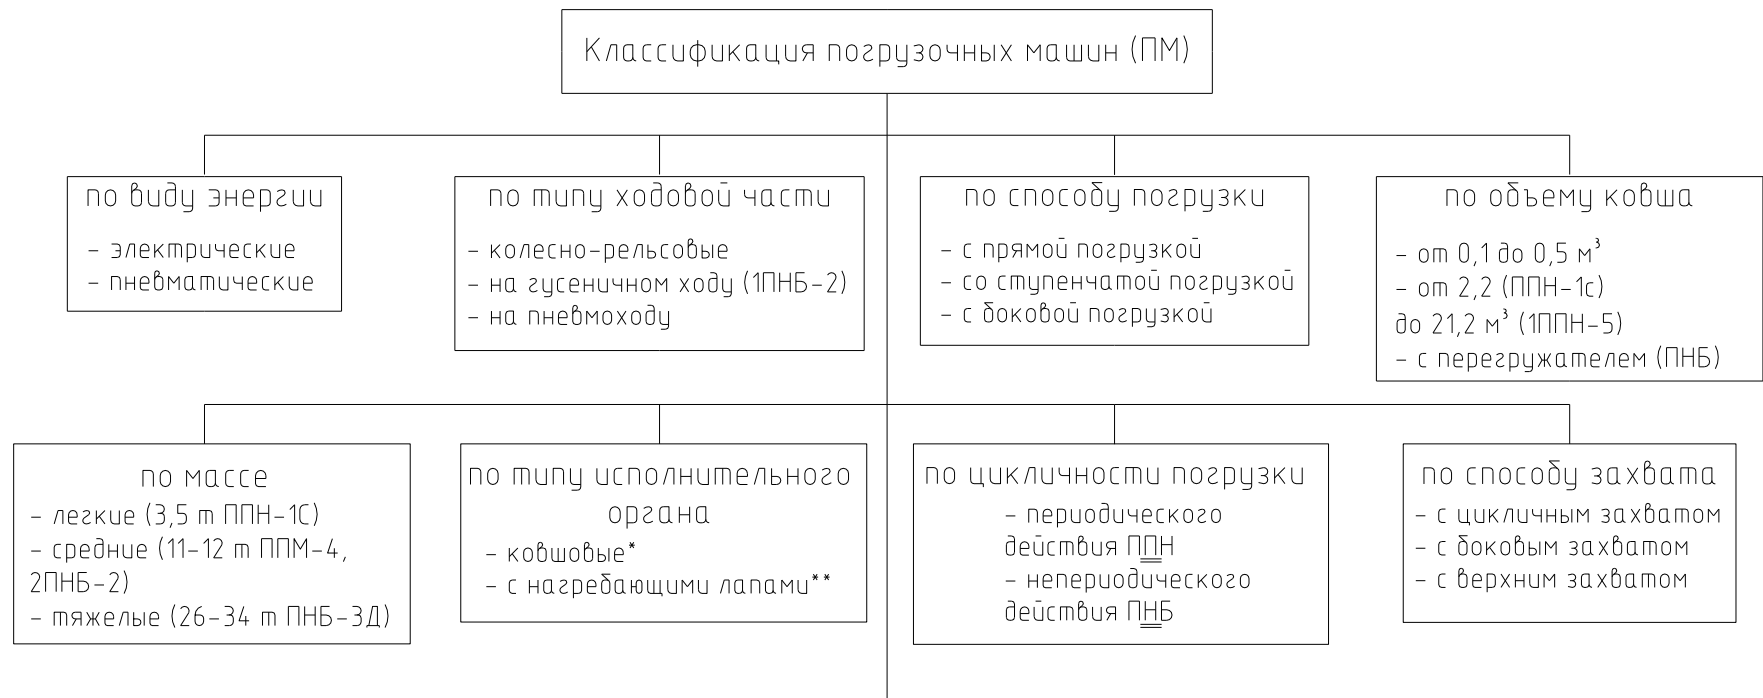 Классификация погрузочных машин (ПМ)
по виду энергии
- электрические
- пневматические
по типу ходовой части
- колесно-рельсовые
- на гусеничном ходу (1ПНБ-2)
- на пневмоходу
по способу погрузки
- с прямой погрузкой
- со ступенчатой погрузкой
- с боковой погрузкой
по объему ковша
- от 0,1 до 0,5 м³
- от 2,2 (ППН-1с)
до 21,2 м³ (1ППН-5)
- с перегружателем (ПНБ)
по массе
- легкие (3,5 т ППН-1С)
- средние (11-12 т ППМ-4,
2ПНБ-2)
- тяжелые (26-34 т ПНБ-3Д)
по типу исполнительного
органа
- ковшовые*
- с нагребающими лапами**
по цикличности погрузки
- периодического
действия ППН
- непериодического
действия ПНБ
по способу захвата
- с цикличным захватом
- с боковым захватом
- с верхним захватом